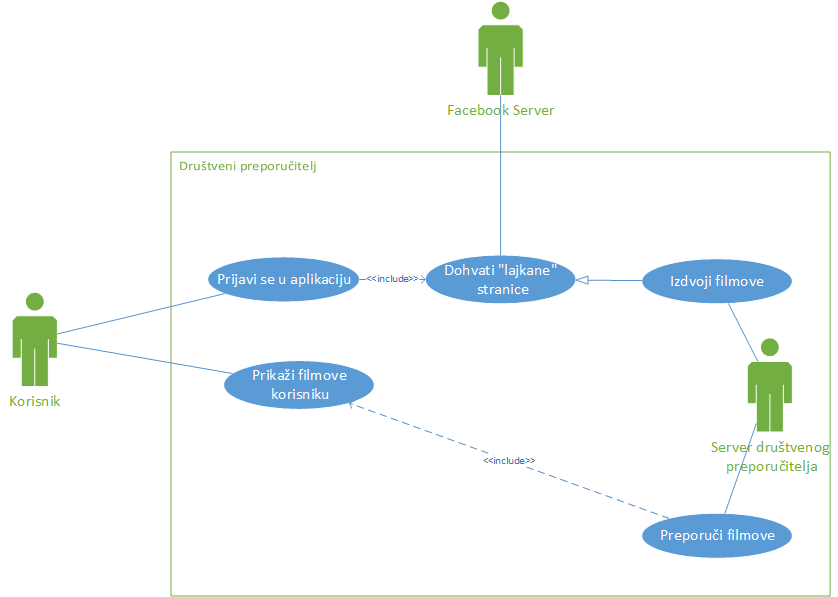 Facebook Server
Društveni preporučitelj
Prijavi se u aplikaciju
<<include>>
Dohvati "lajkane"
stranice
Izdvoji filmove
Korisnik
Prikaži filmove
korisniku
Server društvenog
preporučitelja
<<include>>
Preporuči filmove